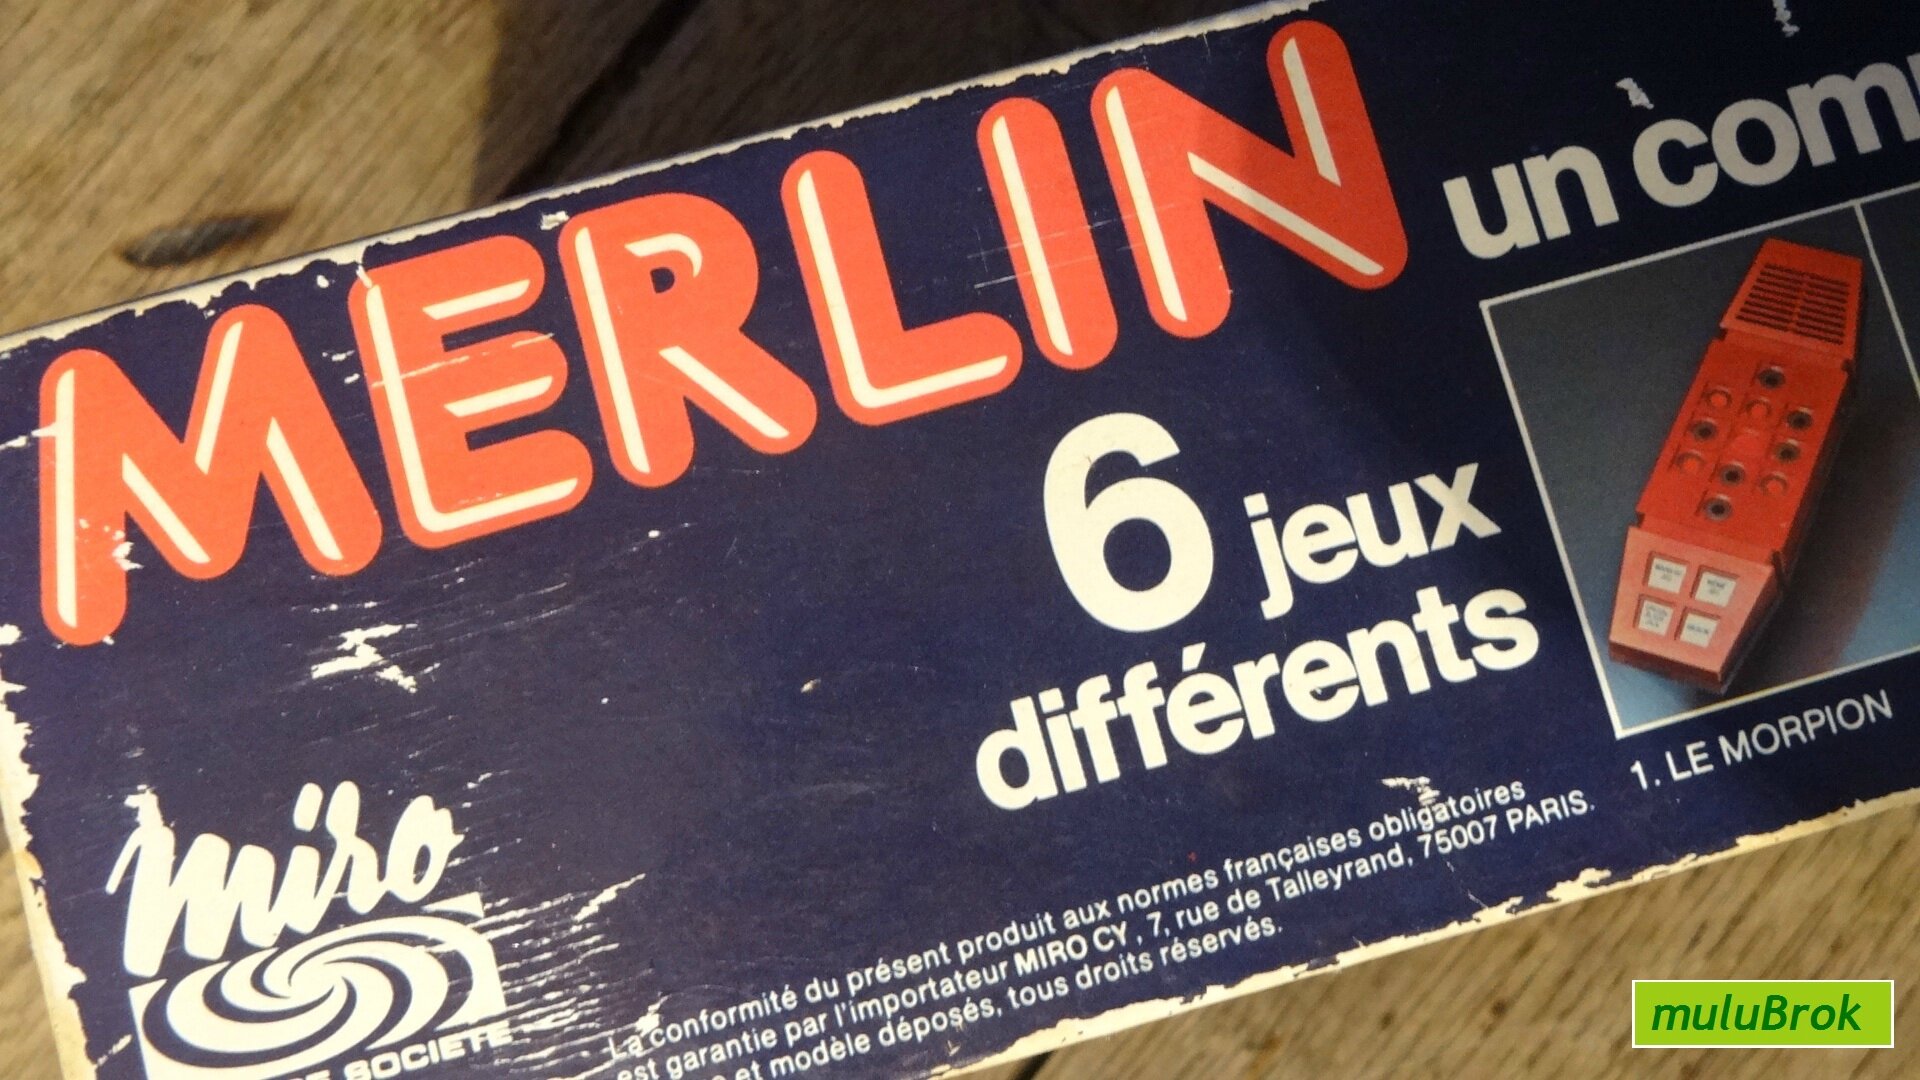 MERLIN
un com
6 jeux
différents
1. LE MORPION
miro
DE SOCIETE
La conformité du présent produit aux normes françaises obligatoires
est garantie par l'importateur MIRO CY, 7, rue de Talleyrand, 75007 PARIS.
e et modèle déposés, tous droits réservés.
muluBrok